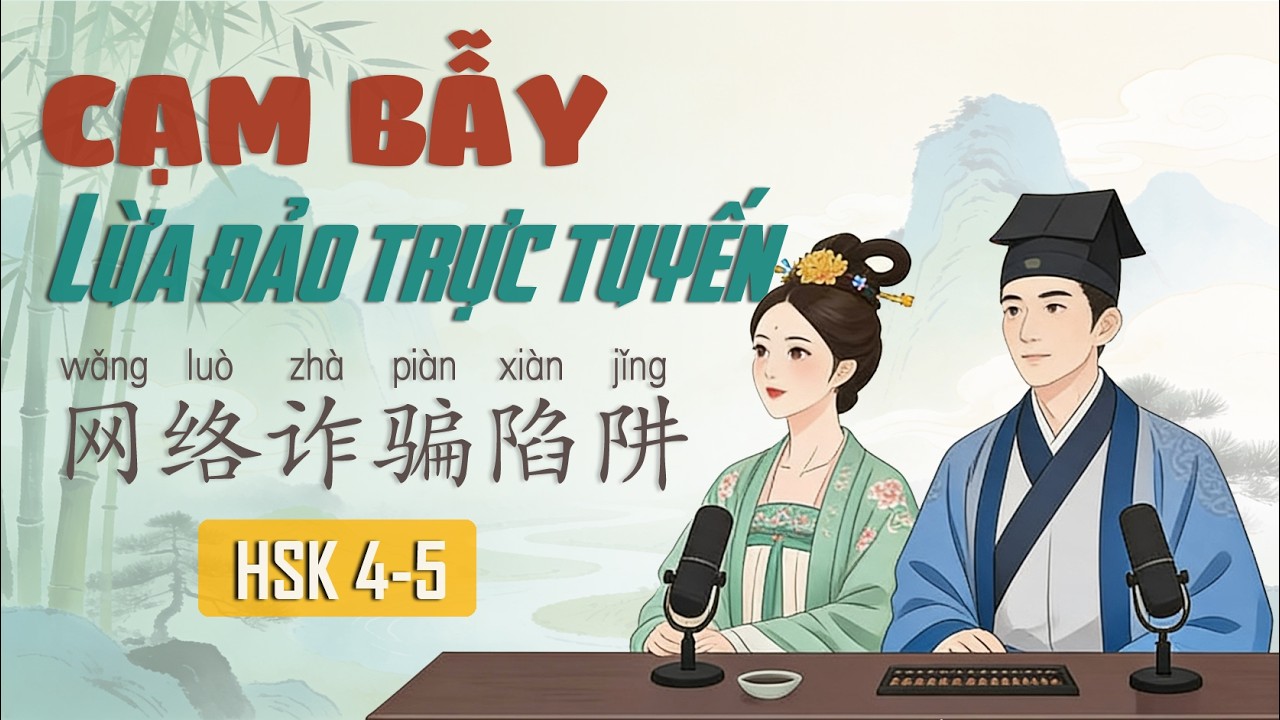 CẠM BẪY
LỪA ĐẢO TRỰC TUYẾN
wǎng luò zhà piàn xiàn jǐng
网络诈骗陷阱
HSK 4-5